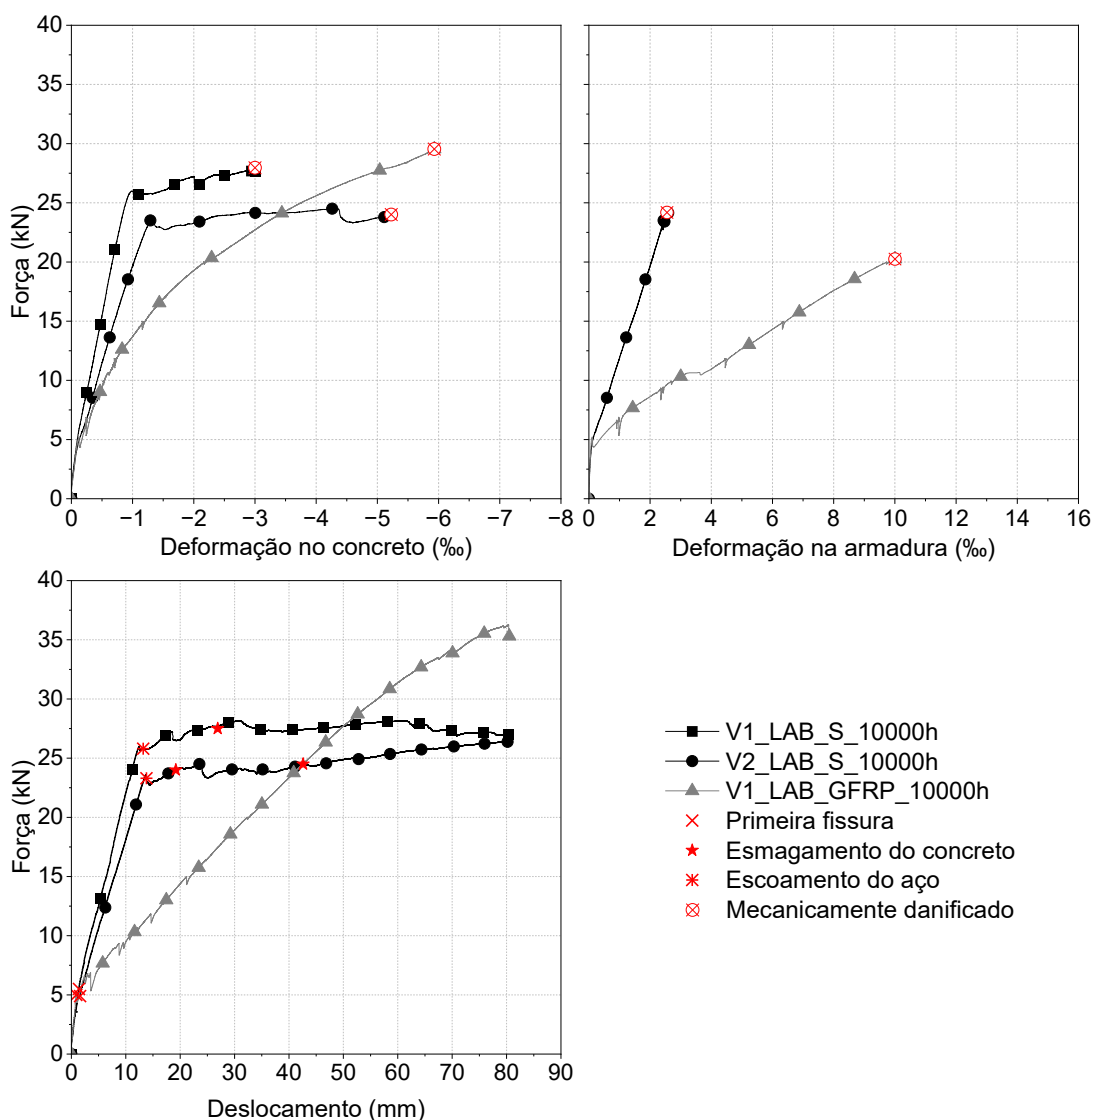 40
35
30
25
20
15
10
5
0
Força (kN)
0 −1 −2 −3 −4 −5 −6 −7 −8
Deformação no concreto (‰)
0 2 4 6 8 10 12 14 16
Deformação na armadura (‰)
40
35
30
25
20
15
10
5
0
Força (kN)
0 10 20 30 40 50 60 70 80 90
Deslocamento (mm)
V1_LAB_S_10000h
V2_LAB_S_10000h
V1_LAB_GFRP_10000h
Primeira fissura
Esmagamento do concreto
Escoamento do aço
Mecanicamente danificado